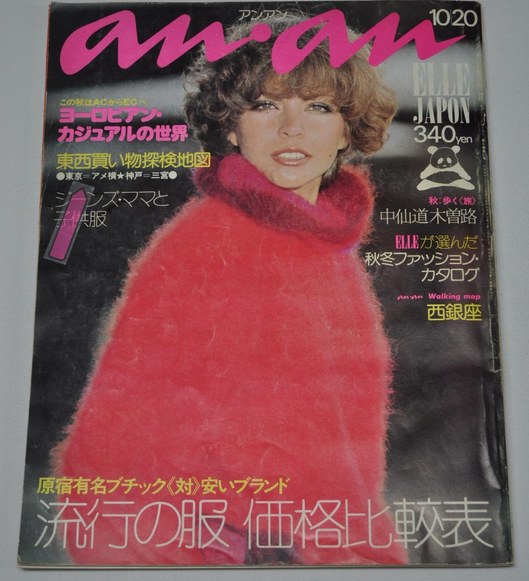 アンアン
an・an
10/20
ELLE
JAPON
340yen
この秋はACからECへ
ヨーロピアン・
カジュアルの世界
東西買い物探検地図
●東京=アメ横★神戸=三宮●
ジーンズ・ママと
子供服
秋：歩く《旅》
中仙道木曽路
ELLEが選んだ
秋冬ファッション・
カタログ
an・an Walking map
西銀座
原宿有名ブチック《対》安いブランド
流行の服 価格比較表